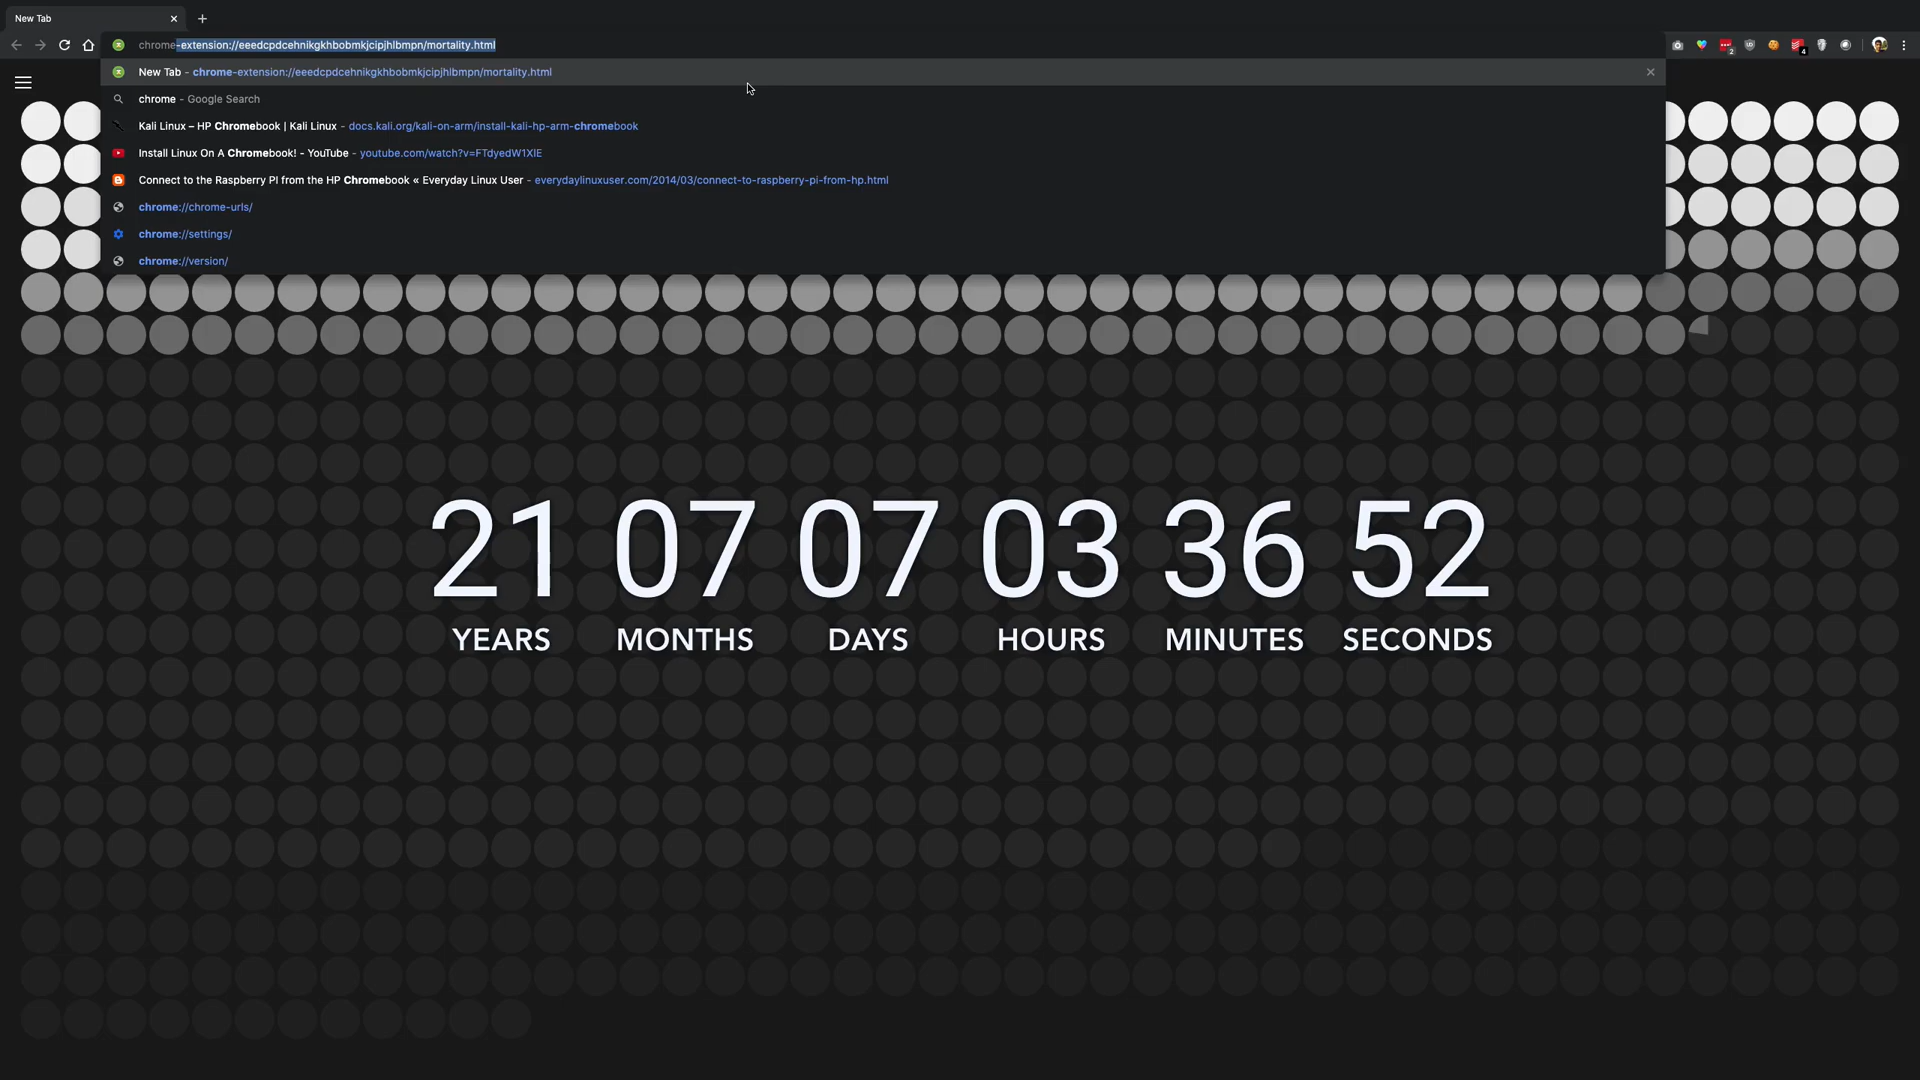 New Tab
chrome-extension://eeedcpdcehnikgkhbobmkjcipjhlbmpn/mortality.html
New Tab - chrome-extension://eeedcpdcehnikgkhbobmkjcipjhlbmpn/mortality.html
chrome - Google Search
Kali Linux – HP Chromebook | Kali Linux - docs.kali.org/kali-on-arm/install-kali-hp-arm-chromebook
Install Linux On A Chromebook! - YouTube - youtube.com/watch?v=FTdyedW1XlE
Connect to the Raspberry PI from the HP Chromebook « Everyday Linux User - everydaylinuxuser.com/2014/03/connect-to-raspberry-pi-from-hp.html
chrome://chrome-urls/
chrome://settings/
chrome://version/
21 07 07 03 36 52
YEARS MONTHS DAYS HOURS MINUTES SECONDS